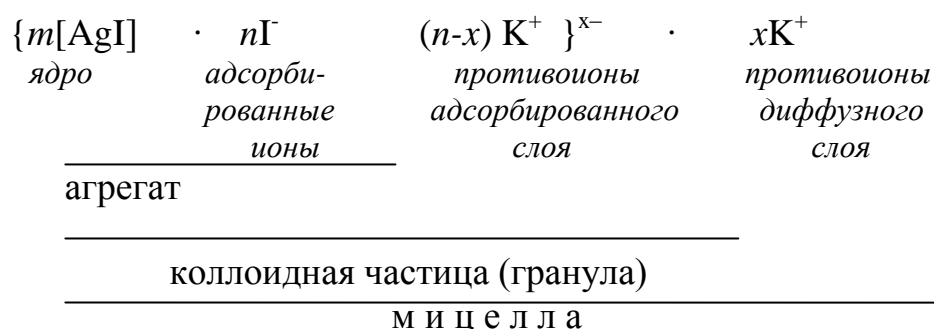 {m[AgI] · nI⁻ (n-x) K⁺ }ˣ⁻ · xK⁺
ядро адсорби- противоионы противоионы
рованные адсорбированного диффузного
ионы слоя слоя
агрегат
коллоидная частица (гранула)
м и ц е л л а